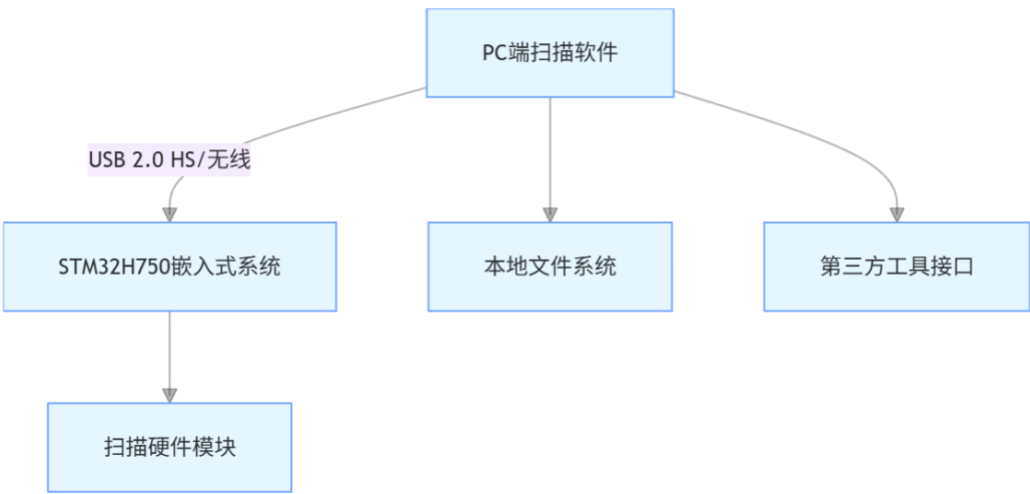 PC端扫描软件
USB 2.0 HS/无线
STM32H750嵌入式系统
本地文件系统
第三方工具接口
扫描硬件模块